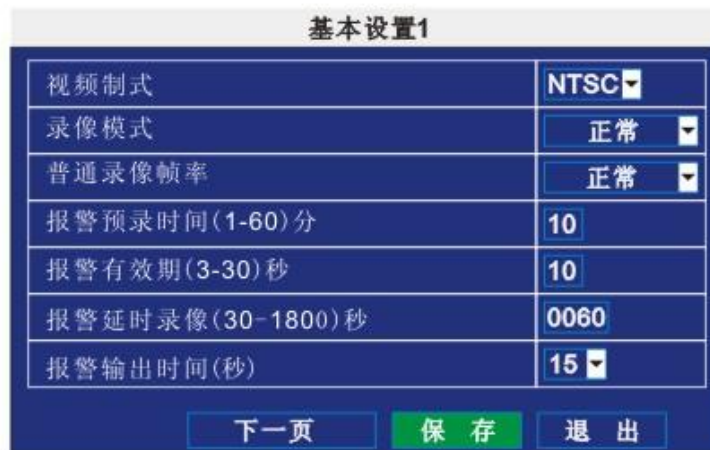 基本设置1
视频制式 NTSC
录像模式 正常
普通录像帧率 正常
报警预录时间(1-60)分 10
报警有效期(3-30)秒 10
报警延时录像(30-1800)秒 0060
报警输出时间(秒) 15
下一页 保 存 退 出